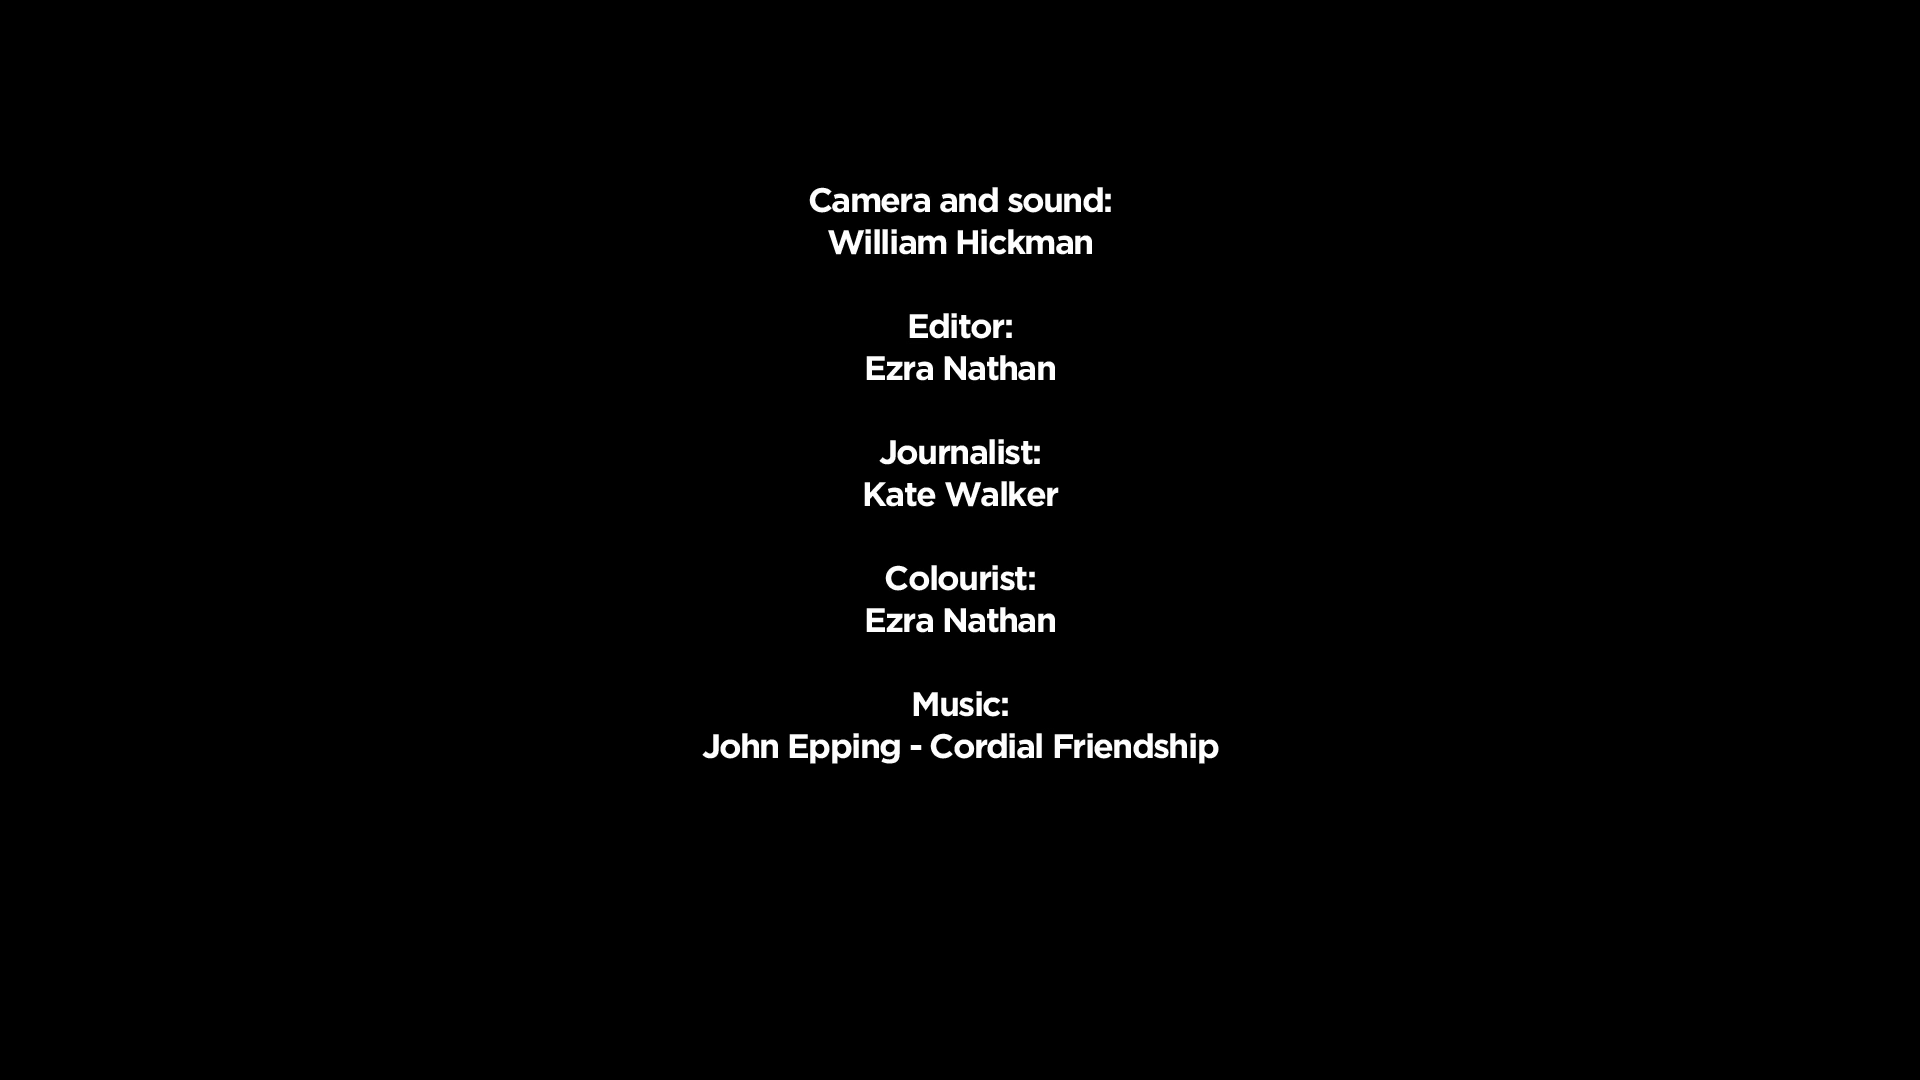 Camera and sound:
William Hickman
Editor:
Ezra Nathan
Journalist:
Kate Walker
Colourist:
Ezra Nathan
Music:
John Epping - Cordial Friendship